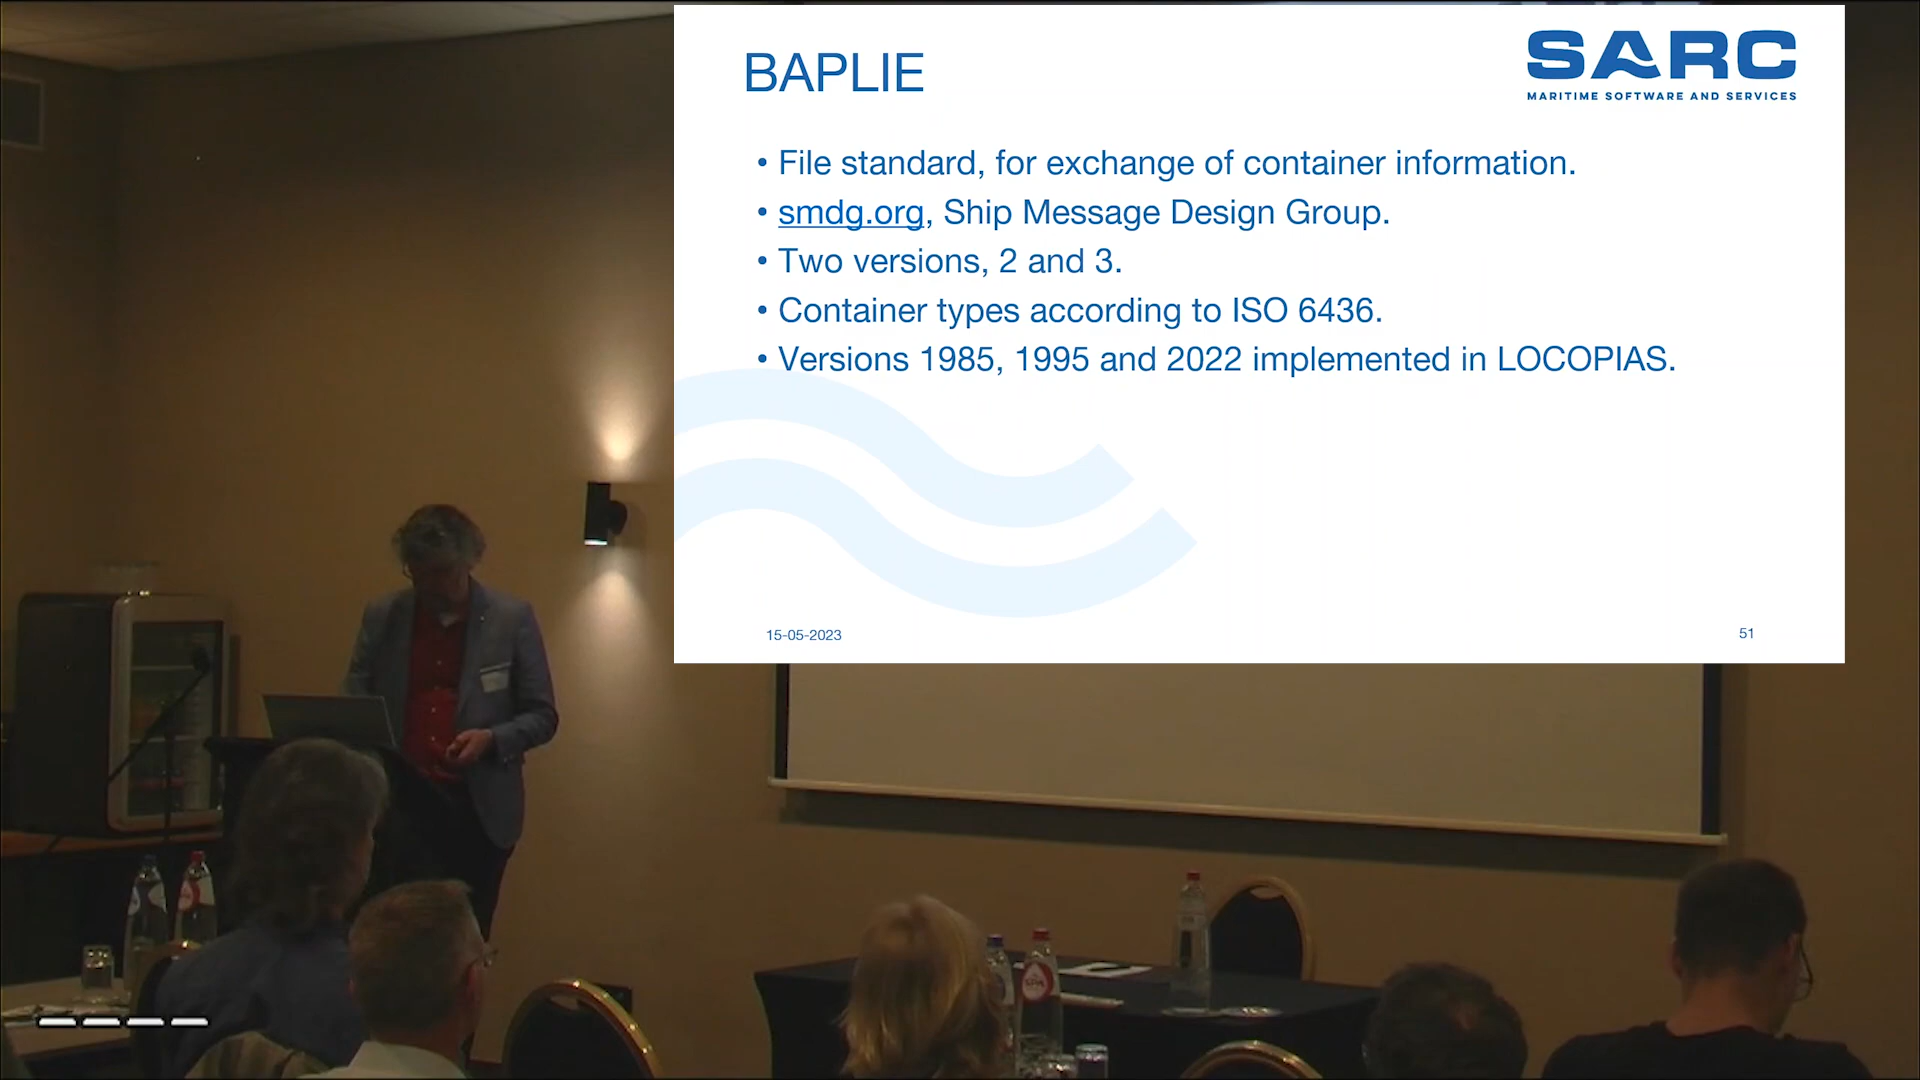 BAPLIE
SARC
MARITIME SOFTWARE AND SERVICES
• File standard, for exchange of container information.
• smdg.org, Ship Message Design Group.
• Two versions, 2 and 3.
• Container types according to ISO 6436.
• Versions 1985, 1995 and 2022 implemented in LOCOPIAS.
15-05-2023
51
SPA